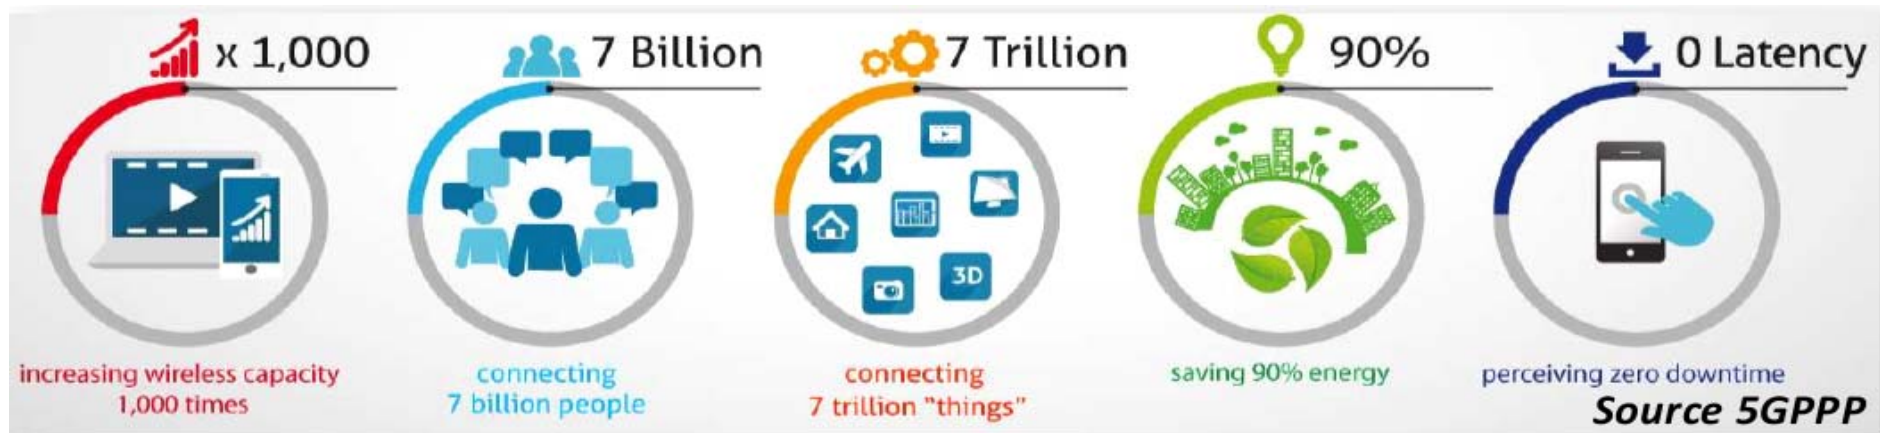 x 1,000
7 Billion
7 Trillion
90%
0 Latency
3D
increasing wireless capacity
1,000 times
connecting
7 billion people
connecting
7 trillion "things"
saving 90% energy
perceiving zero downtime
Source 5GPPP